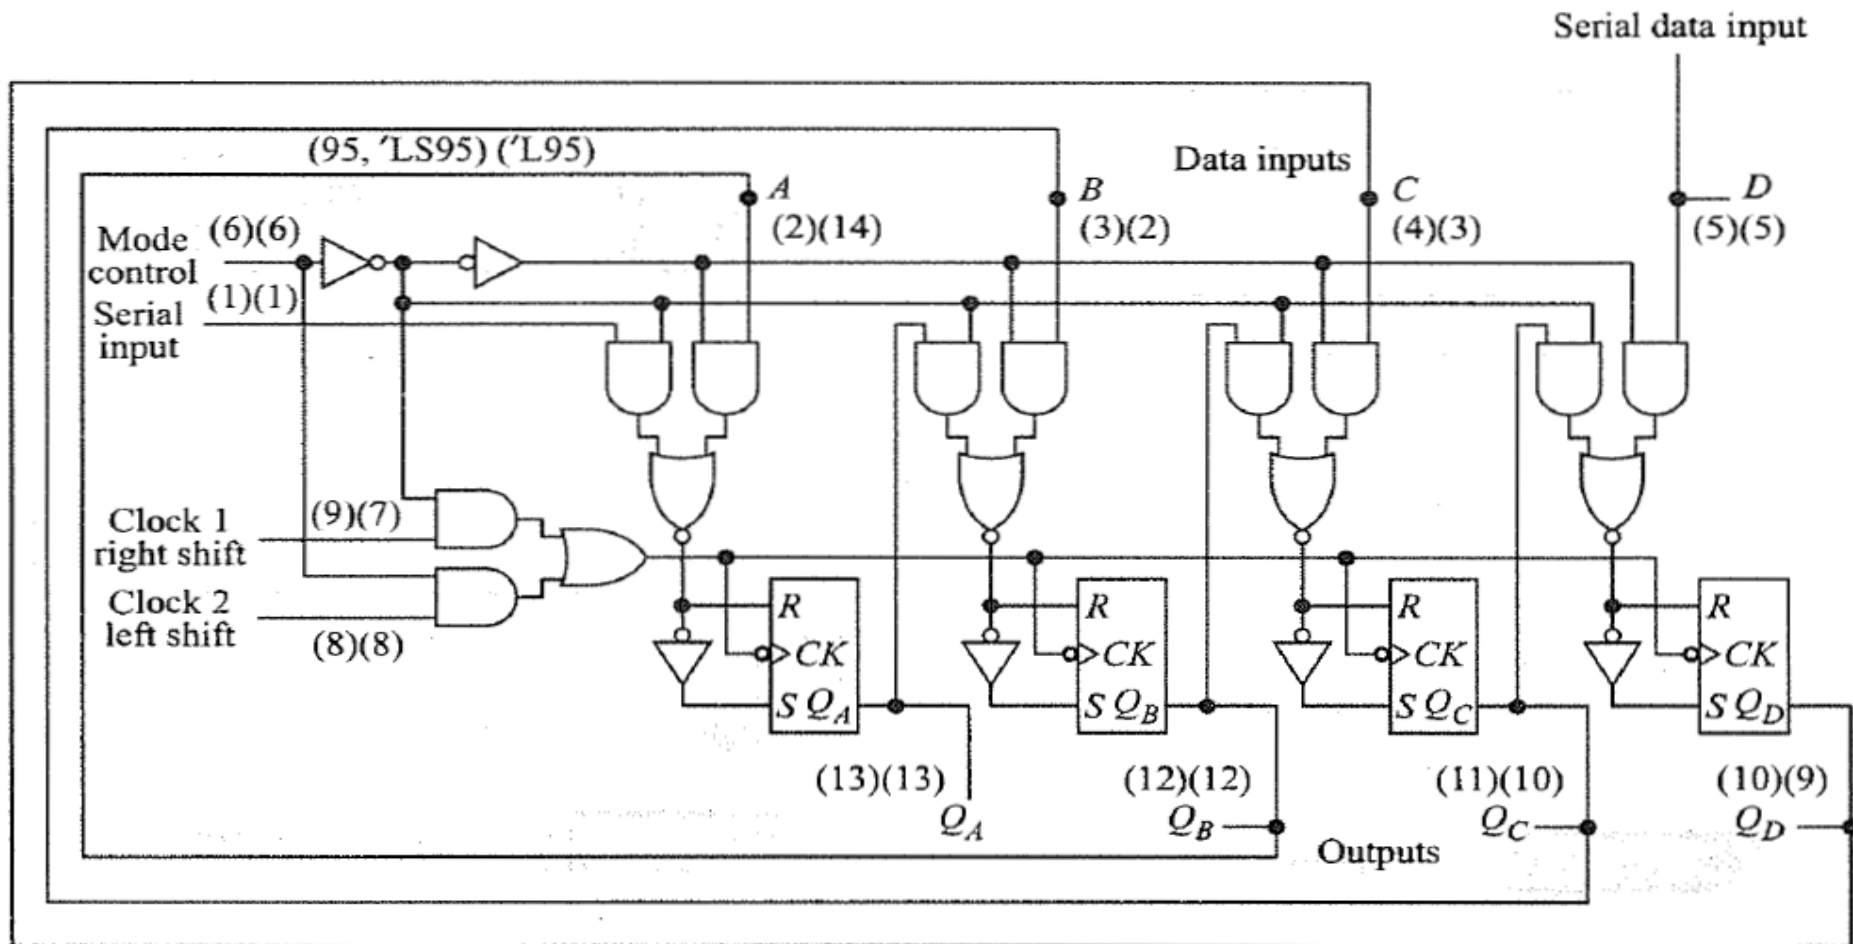 Serial data input
(95, 'LS95) ('L95)
Data inputs
A
B
C
D
(2)(14)
(3)(2)
(4)(3)
(5)(5)
Mode
control
(6)(6)
(1)(1)
Serial
input
Clock 1
right shift
(9)(7)
Clock 2
left shift
(8)(8)
R
CK
S Q_A
R
CK
S Q_B
R
CK
S Q_C
R
CK
S Q_D
(13)(13)
(12)(12)
(11)(10)
(10)(9)
Q_A
Q_B
Q_C
Q_D
Outputs